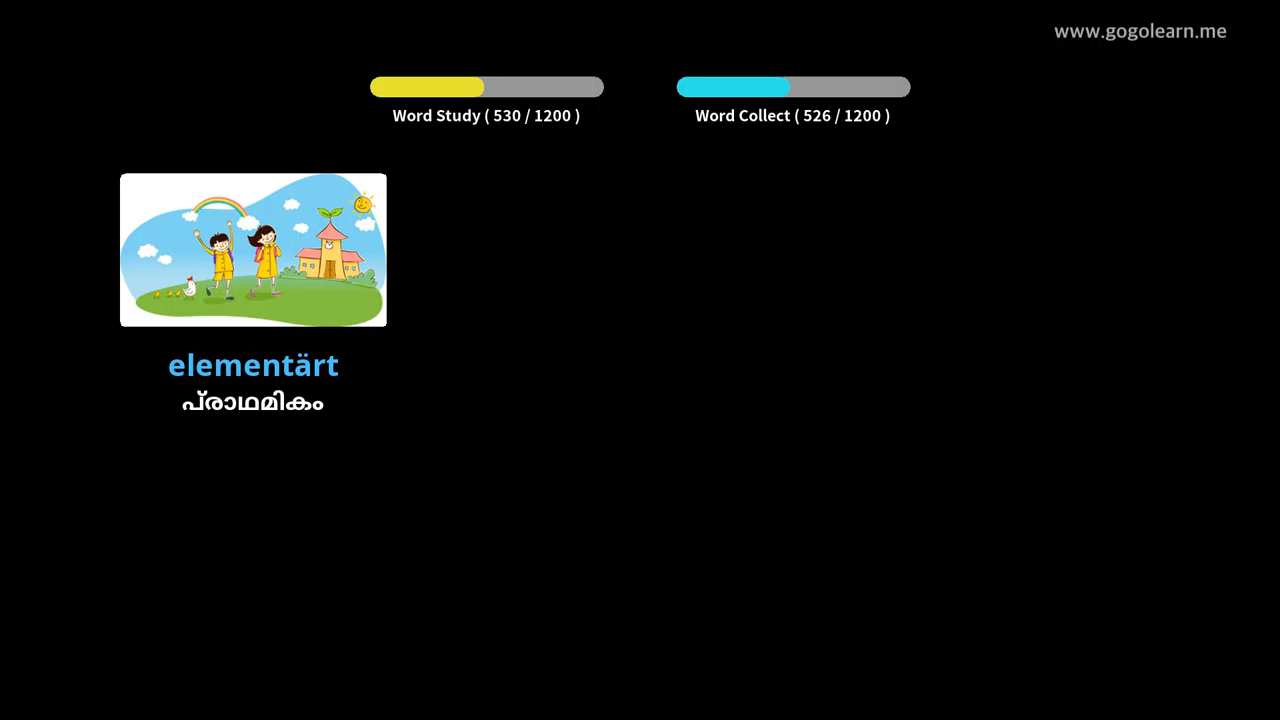 www.gogolearn.me
Word Study ( 530 / 1200 )
Word Collect ( 526 / 1200 )
elementärt
പ്രാഥമികം